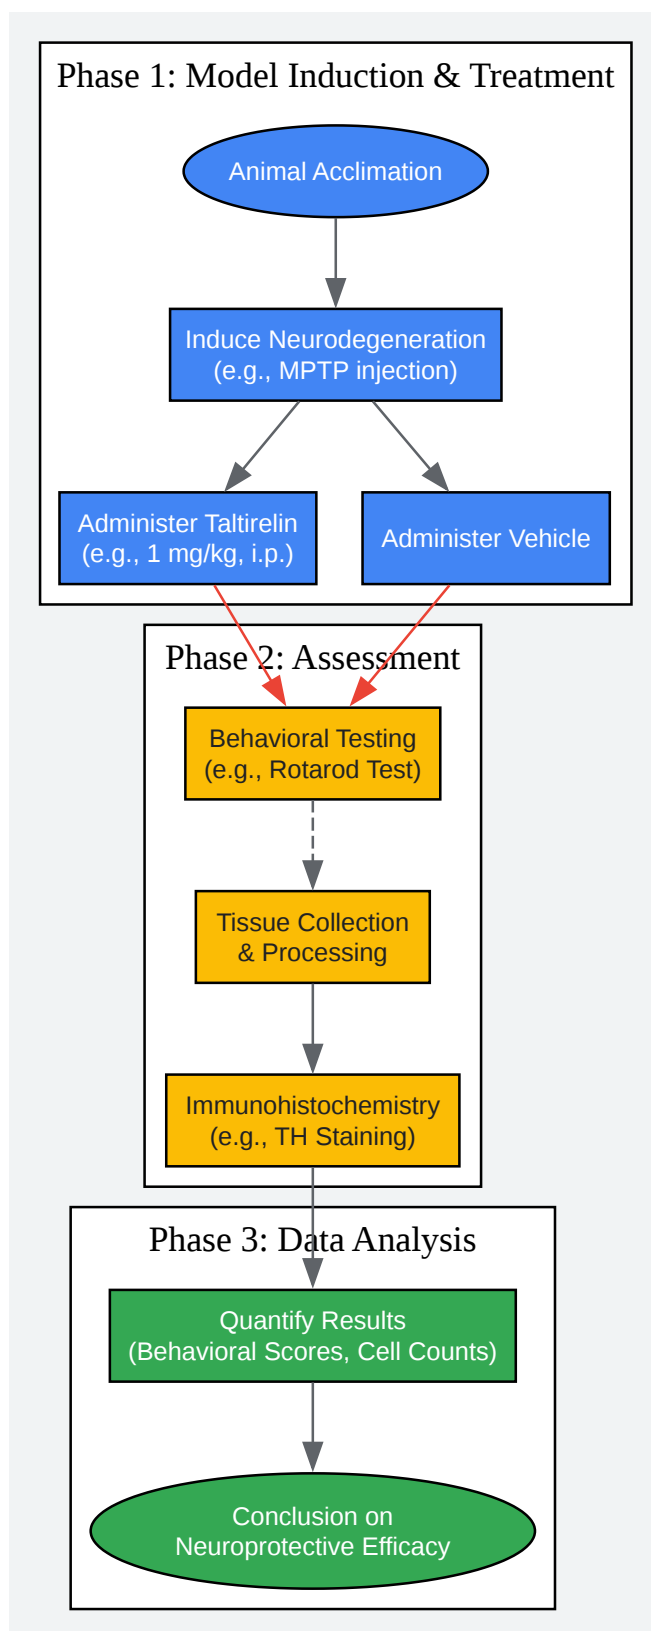 Phase 1: Model Induction & Treatment
Animal Acclimation
Induce Neurodegeneration
(e.g., MPTP injection)
Administer Taltirelin
(e.g., 1 mg/kg, i.p.)
Administer Vehicle
Phase 2: Assessment
Behavioral Testing
(e.g., Rotarod Test)
Tissue Collection
& Processing
Immunohistochemistry
(e.g., TH Staining)
Phase 3: Data Analysis
Quantify Results
(Behavioral Scores, Cell Counts)
Conclusion on
Neuroprotective Efficacy